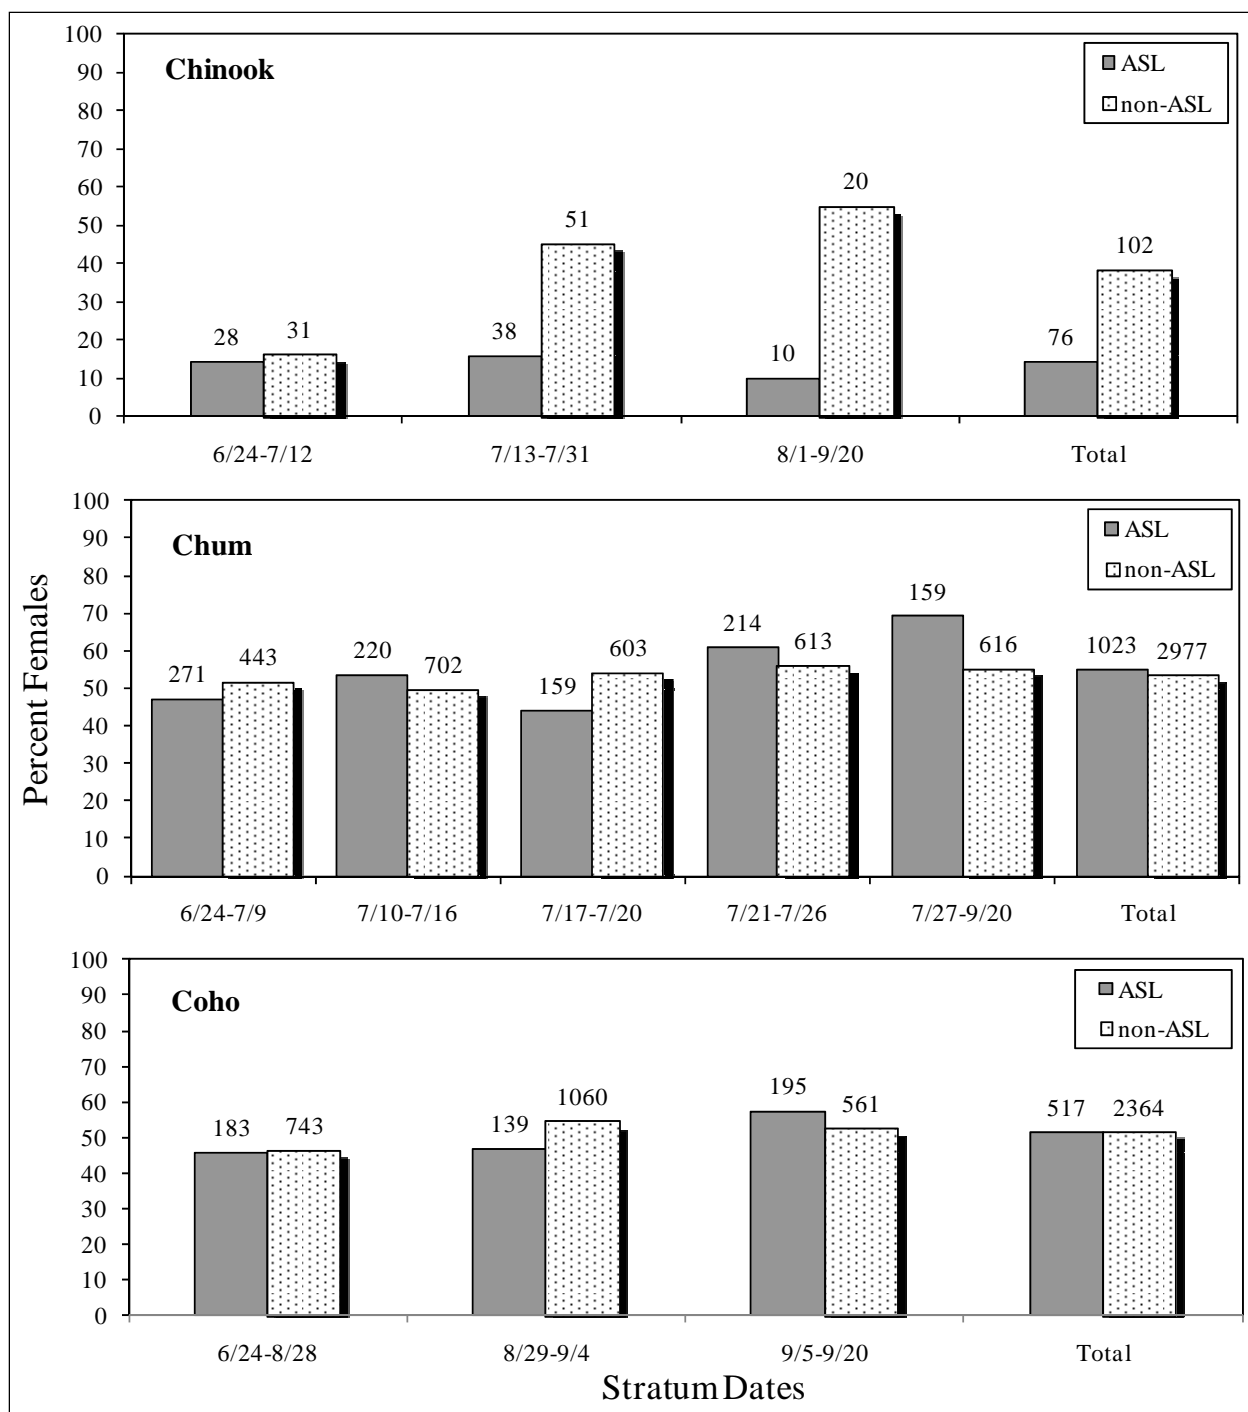 100
90
80
70
60
50
40
30
20
10
0
Chinook
ASL
non-ASL
28 31 38 51 10 20 76 102
6/24-7/12 7/13-7/31 8/1-9/20 Total
Percent Females
100
90
80
70
60
50
40
30
20
10
0
Chum
ASL
non-ASL
271 443 220 702 159 603 214 613 159 616 1023 2977
6/24-7/9 7/10-7/16 7/17-7/20 7/21-7/26 7/27-9/20 Total
100
90
80
70
60
50
40
30
20
10
0
Coho
ASL
non-ASL
183 743 139 1060 195 561 517 2364
6/24-8/28 8/29-9/4 9/5-9/20 Total
Stratum Dates